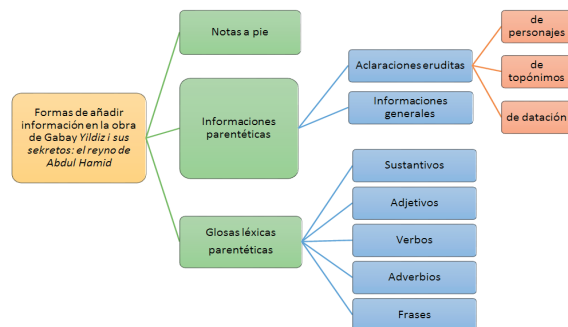 Formas de añadir
información en la obra
de Gabay Yildiz i sus
sekretos: el reyno de
Abdul Hamid
Notas a pie
Informaciones
parentéticas
Glosas léxicas
parentéticas
Aclaraciones eruditas
Informaciones
generales
Sustantivos
Adjetivos
Verbos
Adverbios
Frases
de
personajes
de
topónimos
de datación